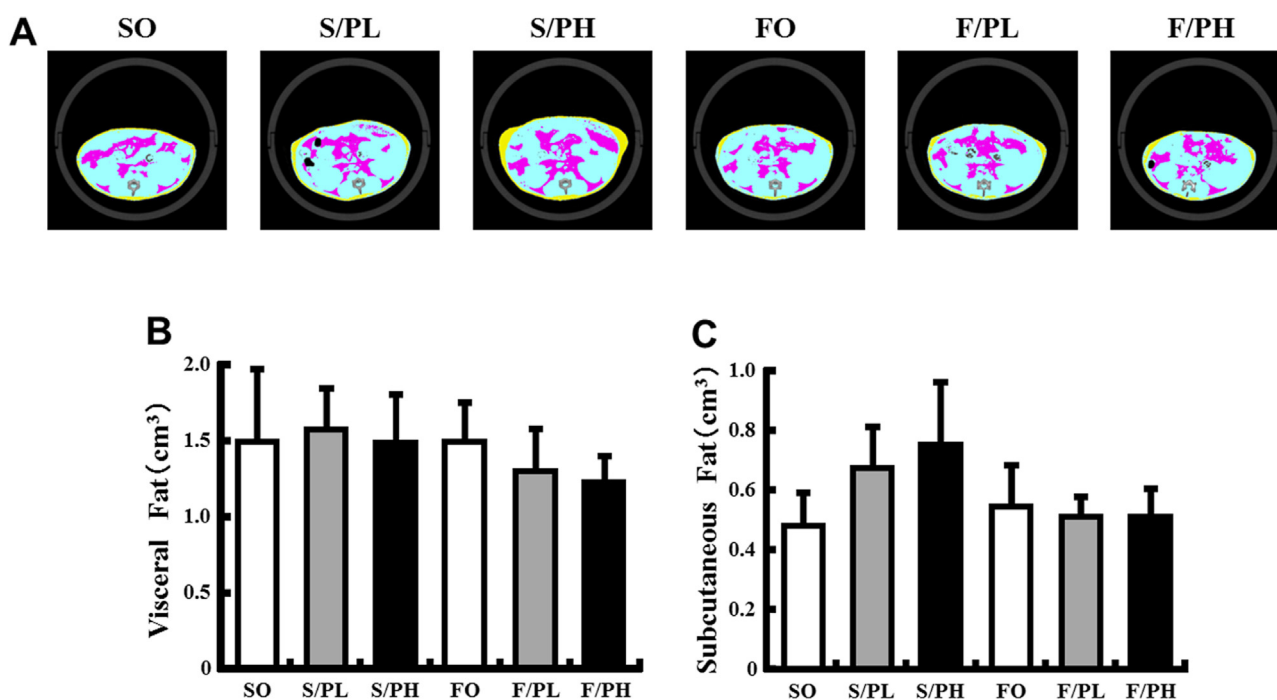 A
SO S/PL S/PH FO F/PL F/PH
B
Visceral Fat(cm³)
2.0
1.5
1.0
0.5
0
SO S/PL S/PH FO F/PL F/PH
C
Subcutaneous Fat(cm³)
1.0
0.8
0.6
0.4
0.2
0
SO S/PL S/PH FO F/PL F/PH